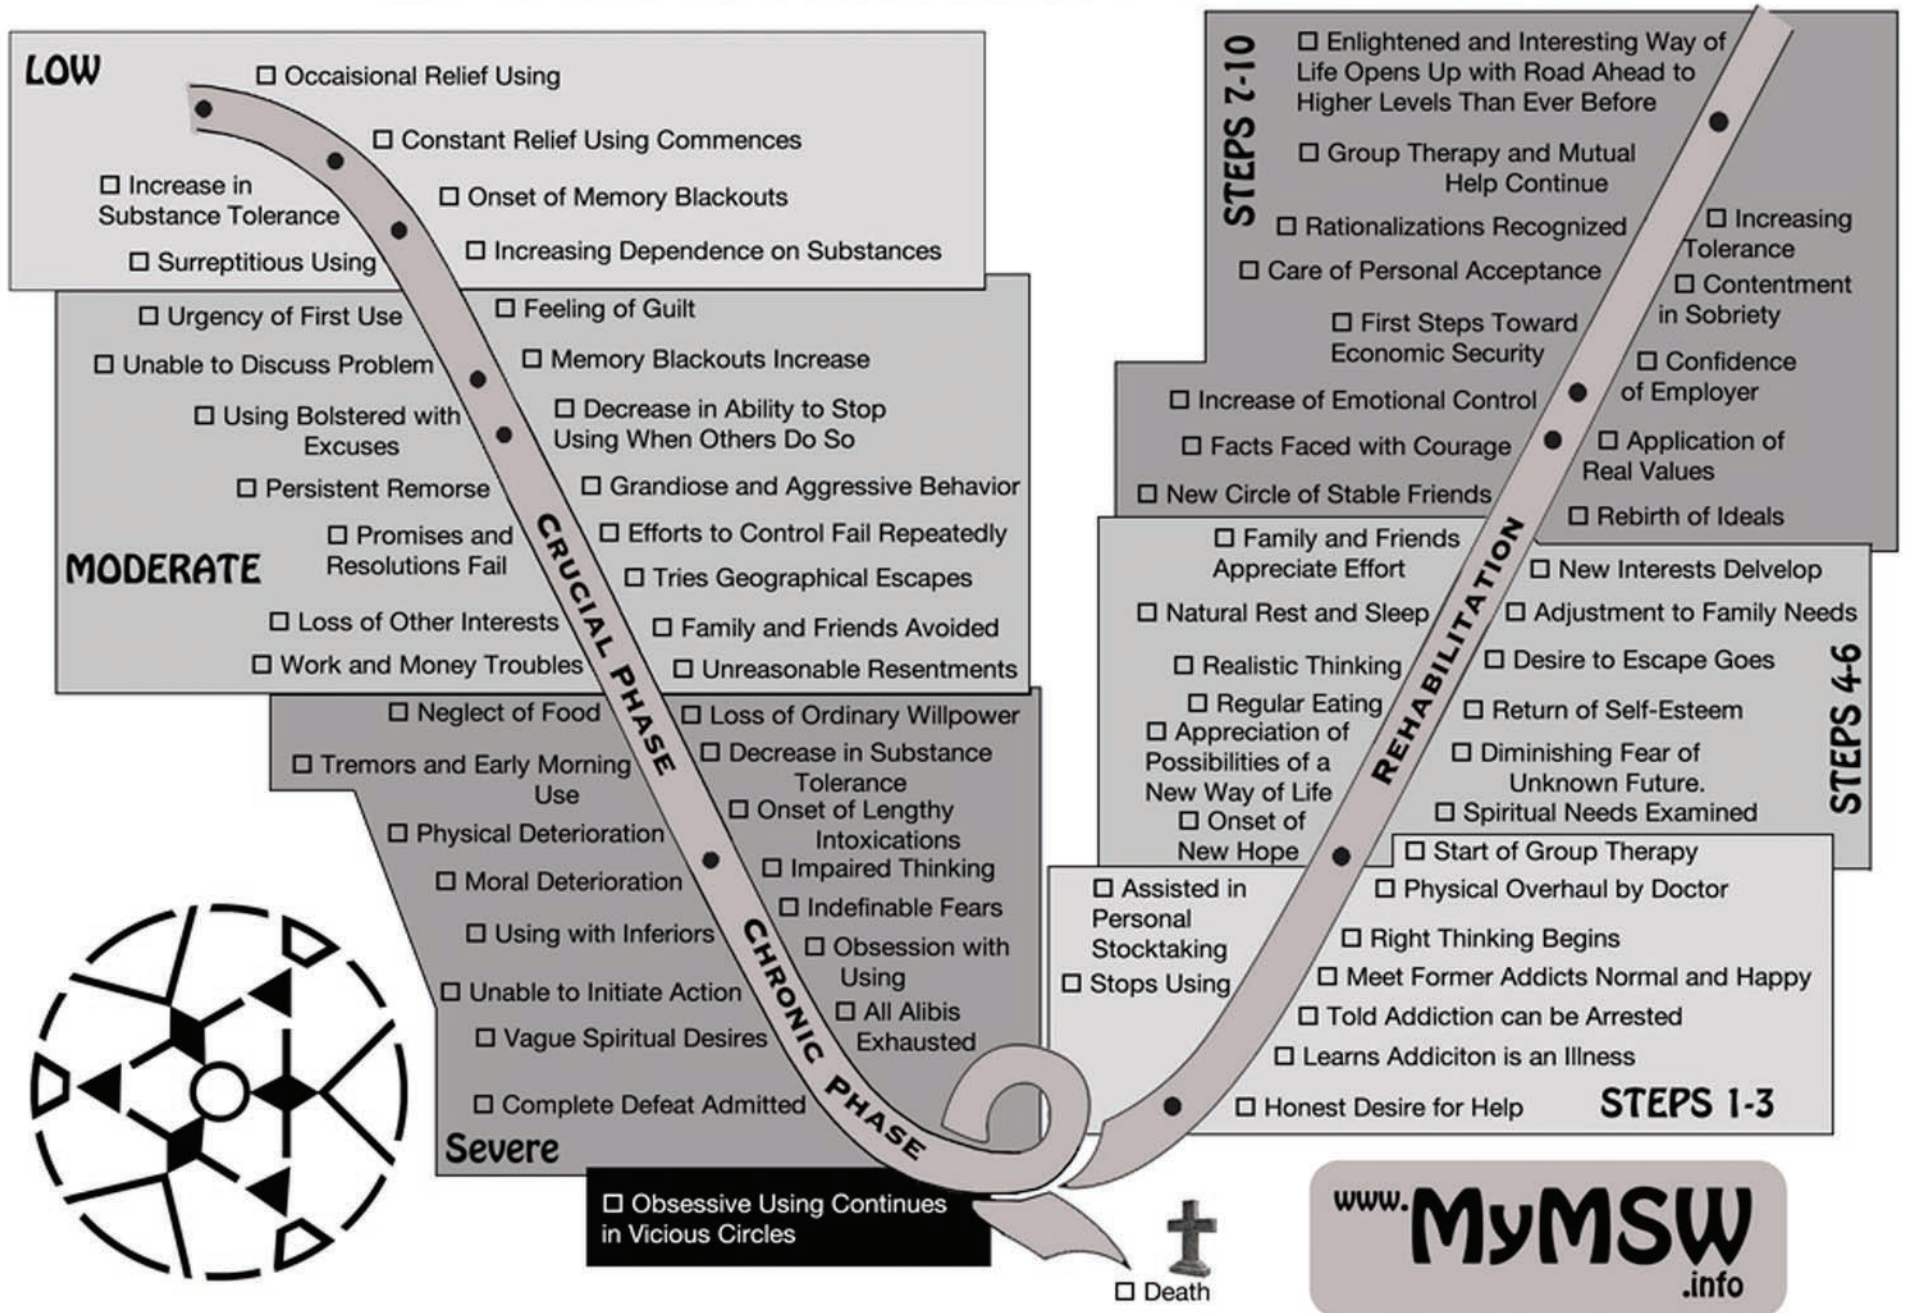 LOW
☐ Occaisional Relief Using
☐ Constant Relief Using Commences
☐ Increase in
Substance Tolerance
☐ Onset of Memory Blackouts
☐ Surreptitious Using
☐ Increasing Dependence on Substances
☐ Urgency of First Use
☐ Feeling of Guilt
☐ Unable to Discuss Problem
☐ Memory Blackouts Increase
☐ Using Bolstered with
Excuses
☐ Decrease in Ability to Stop
Using When Others Do So
☐ Persistent Remorse
☐ Grandiose and Aggressive Behavior
☐ Promises and
Resolutions Fail
☐ Efforts to Control Fail Repeatedly
MODERATE
☐ Tries Geographical Escapes
☐ Loss of Other Interests
☐ Family and Friends Avoided
☐ Work and Money Troubles
☐ Unreasonable Resentments
CRUCIAL PHASE
☐ Neglect of Food
☐ Loss of Ordinary Willpower
☐ Tremors and Early Morning
Use
☐ Decrease in Substance
Tolerance
☐ Physical Deterioration
☐ Onset of Lengthy
Intoxications
☐ Moral Deterioration
☐ Impaired Thinking
☐ Using with Inferiors
☐ Indefinable Fears
☐ Obsession with
Using
☐ Unable to Initiate Action
☐ All Alibis
Exhausted
☐ Vague Spiritual Desires
☐ Complete Defeat Admitted
Severe
CHRONIC PHASE
☐ Obsessive Using Continues
in Vicious Circles
☐ Death
STEPS 7-10
☐ Enlightened and Interesting Way of
Life Opens Up with Road Ahead to
Higher Levels Than Ever Before
☐ Group Therapy and Mutual
Help Continue
☐ Rationalizations Recognized
☐ Increasing
Tolerance
☐ Care of Personal Acceptance
☐ Contentment
in Sobriety
☐ First Steps Toward
Economic Security
☐ Confidence
of Employer
☐ Increase of Emotional Control
☐ Facts Faced with Courage
☐ Application of
Real Values
☐ New Circle of Stable Friends
☐ Rebirth of Ideals
REHABILITATION
☐ Family and Friends
Appreciate Effort
☐ New Interests Delvelop
☐ Natural Rest and Sleep
☐ Adjustment to Family Needs
☐ Realistic Thinking
☐ Desire to Escape Goes
☐ Regular Eating
☐ Return of Self-Esteem
☐ Appreciation of
Possibilities of a
New Way of Life
☐ Diminishing Fear of
Unknown Future.
☐ Onset of
New Hope
☐ Spiritual Needs Examined
STEPS 4-6
☐ Start of Group Therapy
☐ Assisted in
Personal
Stocktaking
☐ Physical Overhaul by Doctor
☐ Right Thinking Begins
☐ Stops Using
☐ Meet Former Addicts Normal and Happy
☐ Told Addiction can be Arrested
☐ Learns Addiciton is an Illness
☐ Honest Desire for Help
STEPS 1-3
www.MyMSW
.info